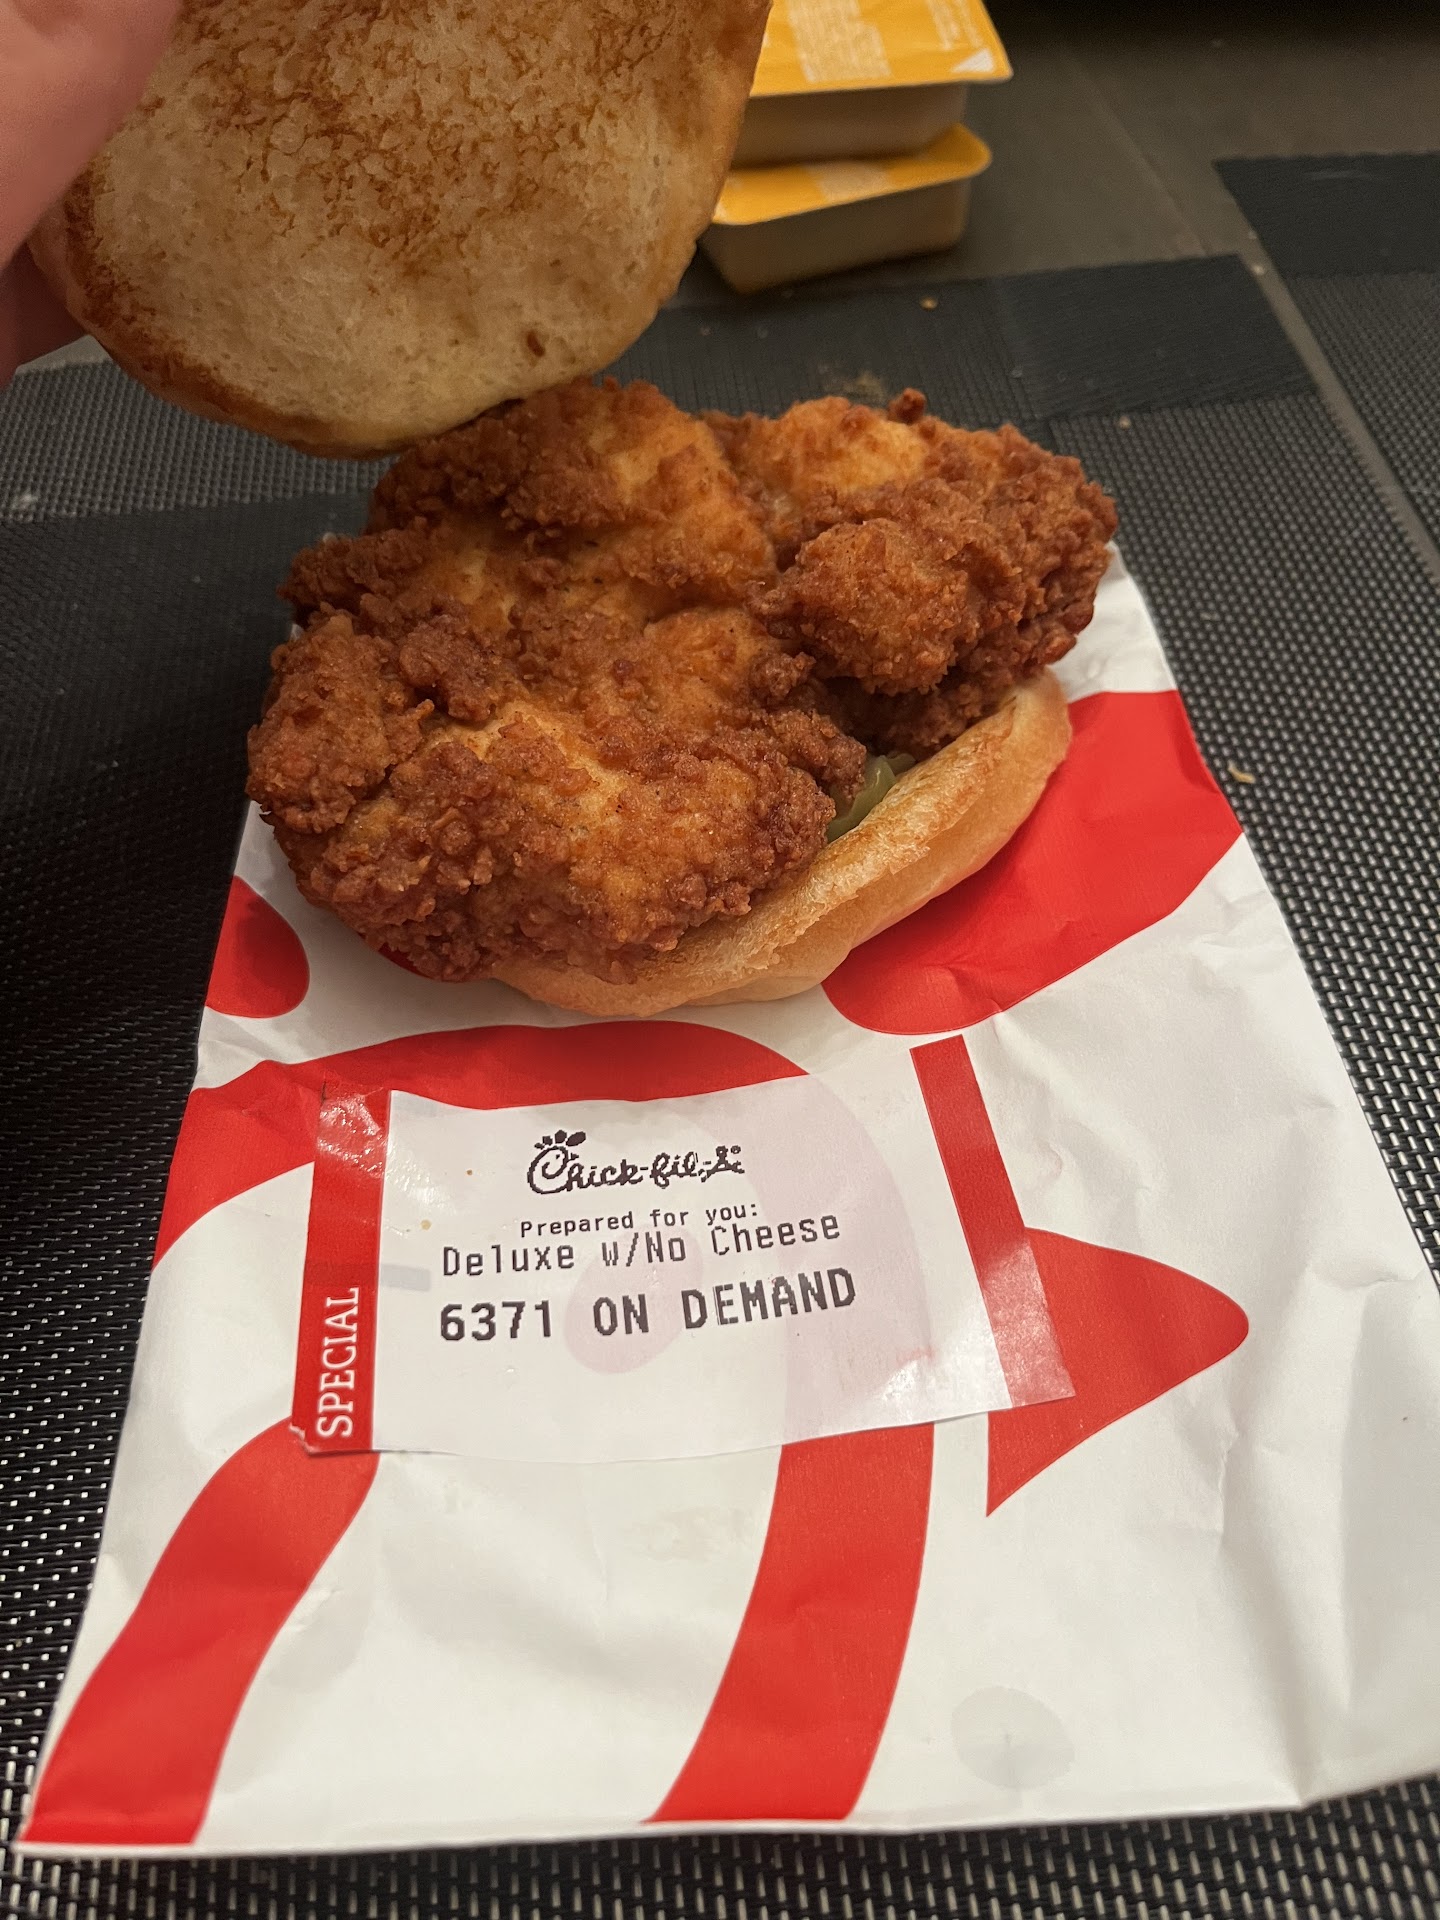 SPECIAL
Chick-fil-A
Prepared for you:
Deluxe w/No Cheese
6371 ON DEMAND